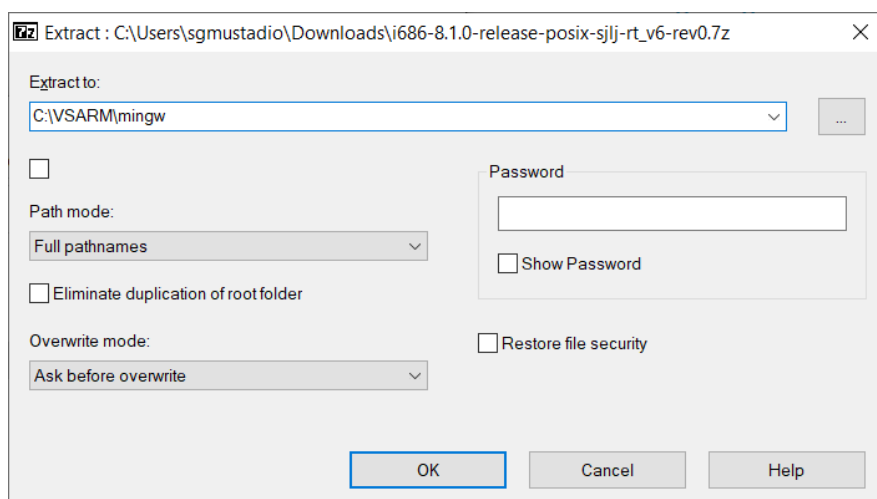 7z Extract : C:\Users\sgmustadio\Downloads\i686-8.1.0-release-posix-sjlj-rt_v6-rev0.7z
Extract to:
C:\VSARM\mingw
...
Password
Path mode:
Full pathnames
Show Password
Eliminate duplication of root folder
Overwrite mode:
Restore file security
Ask before overwrite
OK Cancel Help